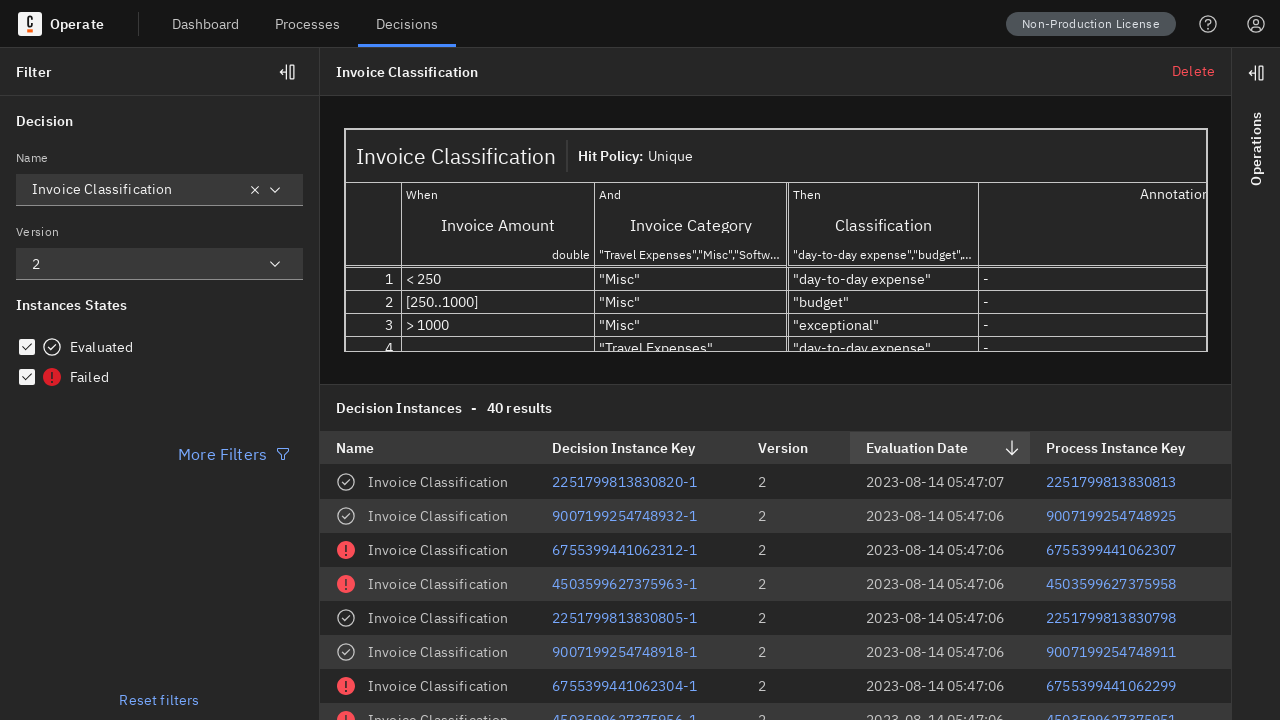 Operate
Dashboard
Processes
Decisions
Non-Production License
Filter
Decision
Name
Invoice Classification
Version
2
Instances States
Evaluated
Failed
More Filters
Reset filters
Invoice Classification
Delete
Invoice Classification
Hit Policy: Unique
When
And
Then
Annotation
Invoice Amount
Invoice Category
Classification
double
"Travel Expenses","Misc","Softw...
"day-to-day expense","budget",...
1 < 250 "Misc" "day-to-day expense" -
2 [250..1000] "Misc" "budget" -
3 > 1000 "Misc" "exceptional" -
4 "Travel Expenses" "day-to-day expense" -
Decision Instances - 40 results
Name Decision Instance Key Version Evaluation Date Process Instance Key
Invoice Classification 2251799813830820-1 2 2023-08-14 05:47:07 2251799813830813
Invoice Classification 9007199254748932-1 2 2023-08-14 05:47:06 9007199254748925
Invoice Classification 6755399441062312-1 2 2023-08-14 05:47:06 6755399441062307
Invoice Classification 4503599627375963-1 2 2023-08-14 05:47:06 4503599627375958
Invoice Classification 2251799813830805-1 2 2023-08-14 05:47:06 2251799813830798
Invoice Classification 9007199254748918-1 2 2023-08-14 05:47:06 9007199254748911
Invoice Classification 6755399441062304-1 2 2023-08-14 05:47:06 6755399441062299
Invoice Classification 4503599627375956-1 2 2023-08-14 05:47:06 4503599627375951
Operations